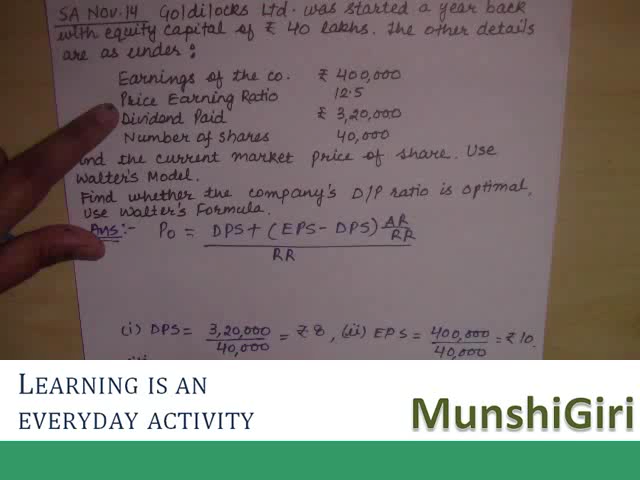 SA NOV.14 Goldilocks Ltd. was started a year back
with equity capital of ₹ 40 lakhs. The other details
are as under:
Earnings of the co. ₹ 400,000
Price Earning Ratio 12.5
Dividend Paid ₹ 3,20,000
Number of shares 40,000
ind the current market price of share. Use
Walter's Model.
Find whether the company's D/P ratio is optimal,
Use Walter's Formula.
Ans:- P0 = DPS + (EPS - DPS) AR/RR
RR
(i) DPS = 3,20,000/40,000 = ₹ 8, (ii) EPS = 400,000/40,000 = ₹ 10.
LEARNING IS AN
EVERYDAY ACTIVITY
MunshiGiri